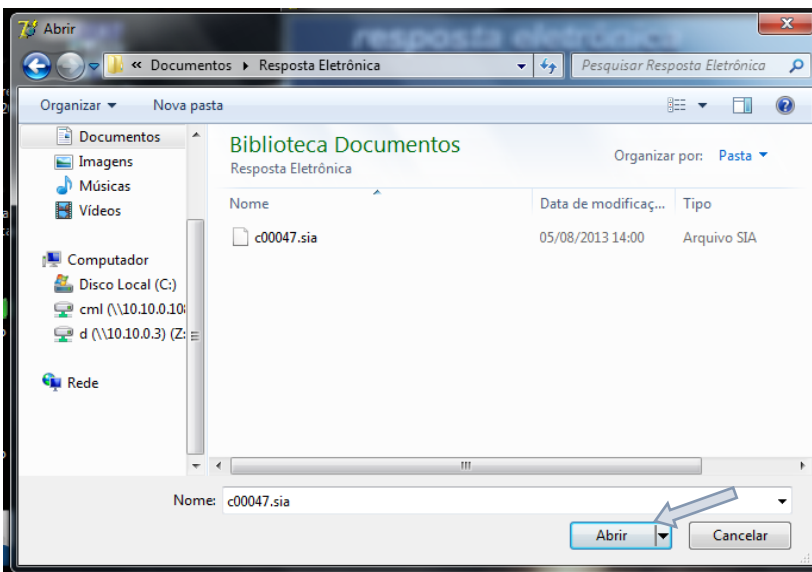 Abrir
resposta eletrônica
« Documentos ▸ Resposta Eletrônica
Pesquisar Resposta Eletrônica
Organizar
Nova pasta
Documentos
Imagens
Músicas
Vídeos
Computador
Disco Local (C:)
cml (\\10.10.0.108
d (\\10.10.0.3) (Z:
Rede
Biblioteca Documentos
Resposta Eletrônica
Organizar por: Pasta
Nome
Data de modificaç...
Tipo
c00047.sia
05/08/2013 14:00
Arquivo SIA
Nome: c00047.sia
Abrir
Cancelar